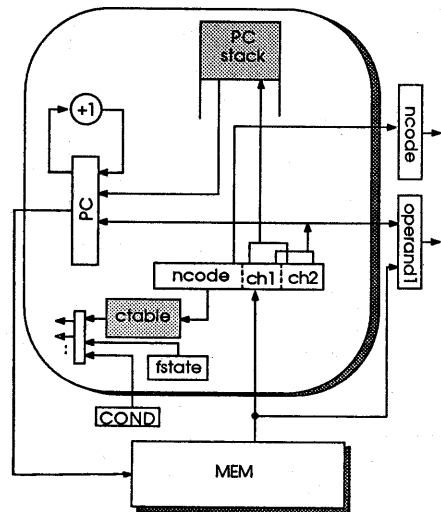 PC
stack
+1
ncode
PC
operand1
ncode
ch1
ch2
ctable
fstate
COND
MEM